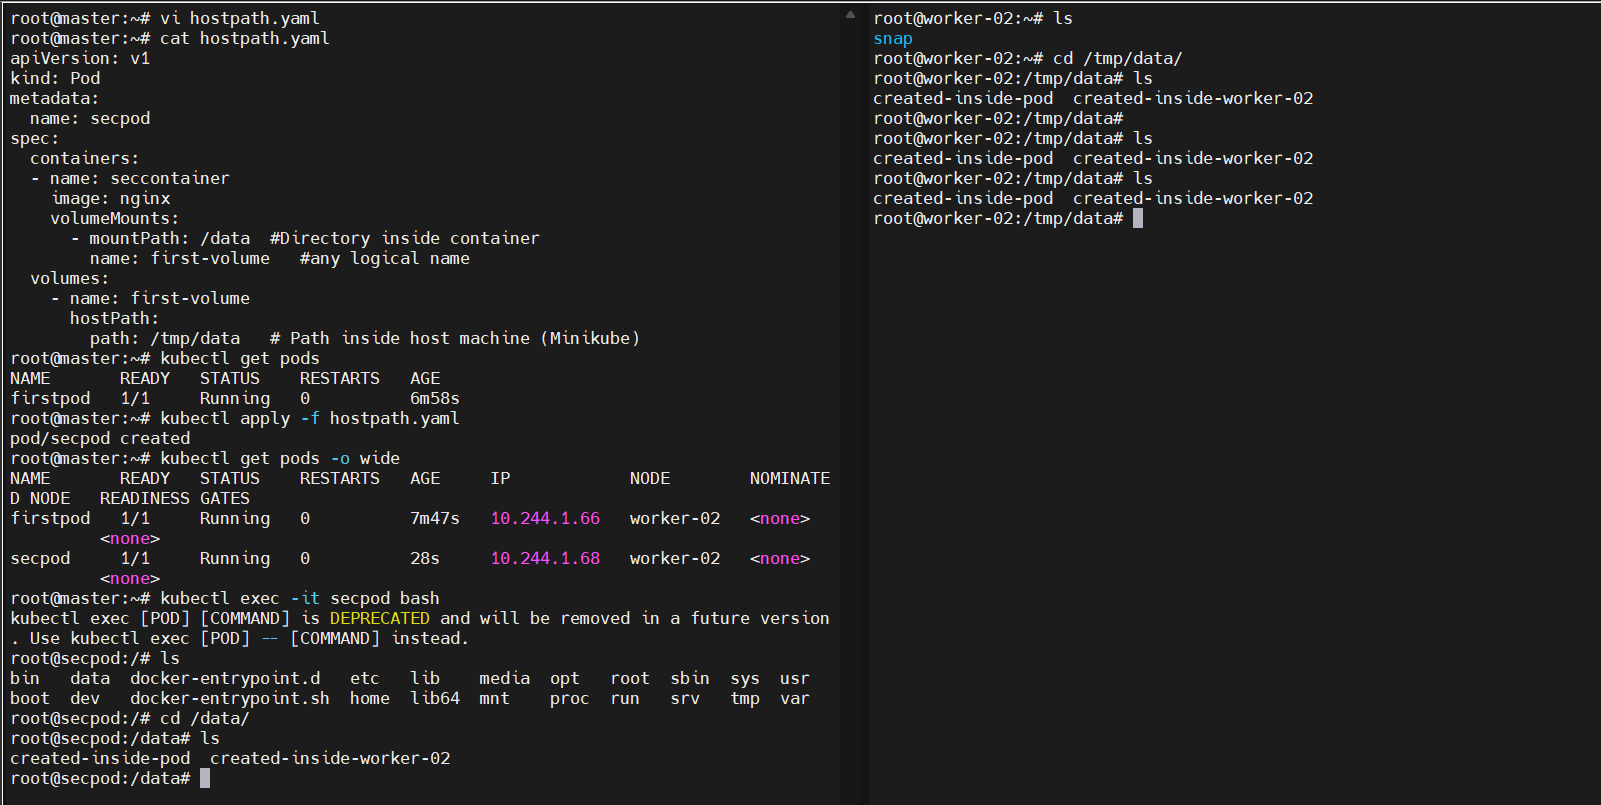 root@master:~# vi hostpath.yaml
root@master:~# cat hostpath.yaml
apiVersion: v1
kind: Pod
metadata:
  name: secpod
spec:
  containers:
  - name: seccontainer
    image: nginx
    volumeMounts:
      - mountPath: /data  #Directory inside container
        name: first-volume   #any logical name
  volumes:
    - name: first-volume
      hostPath:
        path: /tmp/data   # Path inside host machine (Minikube)
root@master:~# kubectl get pods
NAME       READY   STATUS    RESTARTS   AGE
firstpod   1/1     Running   0          6m58s
root@master:~# kubectl apply -f hostpath.yaml
pod/secpod created
root@master:~# kubectl get pods -o wide
NAME       READY   STATUS    RESTARTS   AGE     IP            NODE        NOMINATE
D NODE   READINESS GATES
firstpod   1/1     Running   0          7m47s   10.244.1.66   worker-02   <none>
         <none>
secpod     1/1     Running   0          28s     10.244.1.68   worker-02   <none>
         <none>
root@master:~# kubectl exec -it secpod bash
kubectl exec [POD] [COMMAND] is DEPRECATED and will be removed in a future version
. Use kubectl exec [POD] -- [COMMAND] instead.
root@secpod:/# ls
bin   data  docker-entrypoint.d   etc   lib    media  opt   root  sbin  sys  usr
boot  dev   docker-entrypoint.sh  home  lib64  mnt    proc  run   srv   tmp  var
root@secpod:/# cd /data/
root@secpod:/data# ls
created-inside-pod  created-inside-worker-02
root@secpod:/data#
root@worker-02:~# ls
snap
root@worker-02:~# cd /tmp/data/
root@worker-02:/tmp/data# ls
created-inside-pod  created-inside-worker-02
root@worker-02:/tmp/data#
root@worker-02:/tmp/data# ls
created-inside-pod  created-inside-worker-02
root@worker-02:/tmp/data# ls
created-inside-pod  created-inside-worker-02
root@worker-02:/tmp/data#